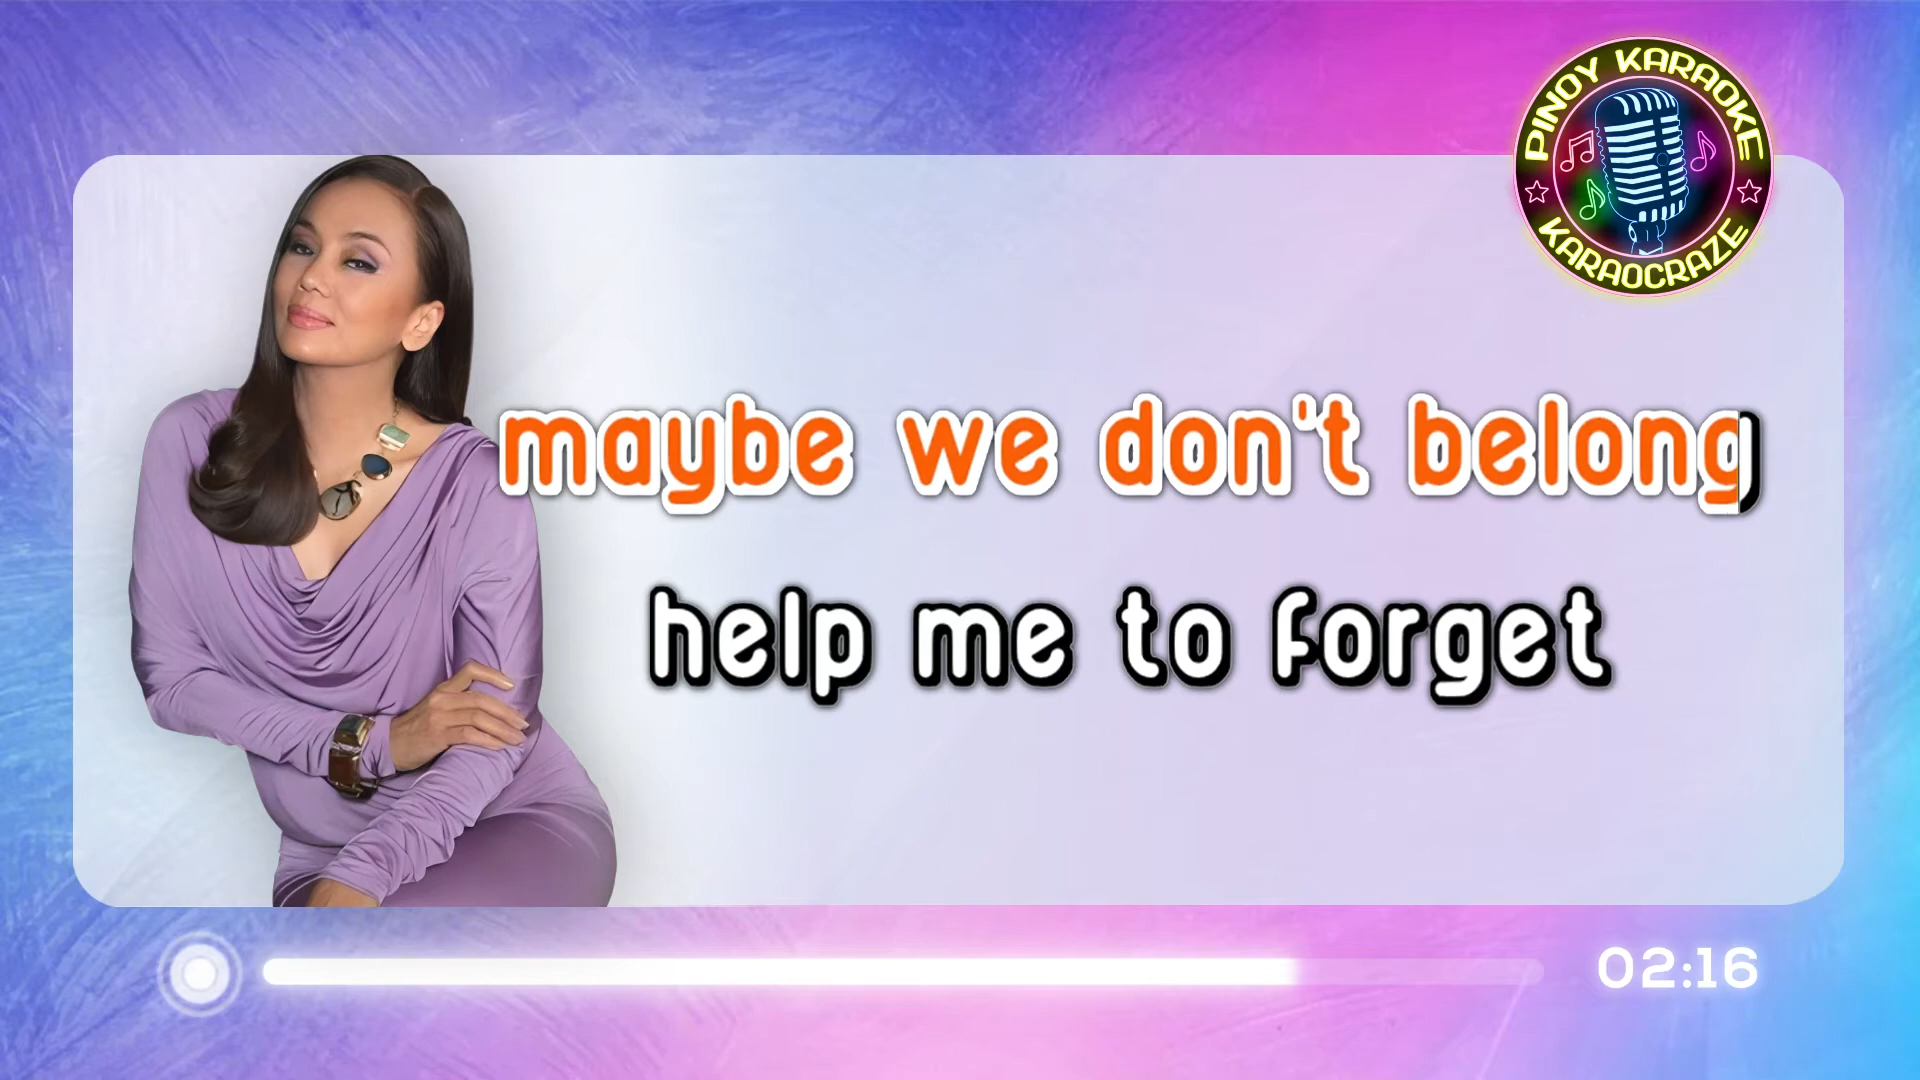 PINOY KARAOKE
KARAOCRAZE
maybe we don't belong
help me to forget
02:16